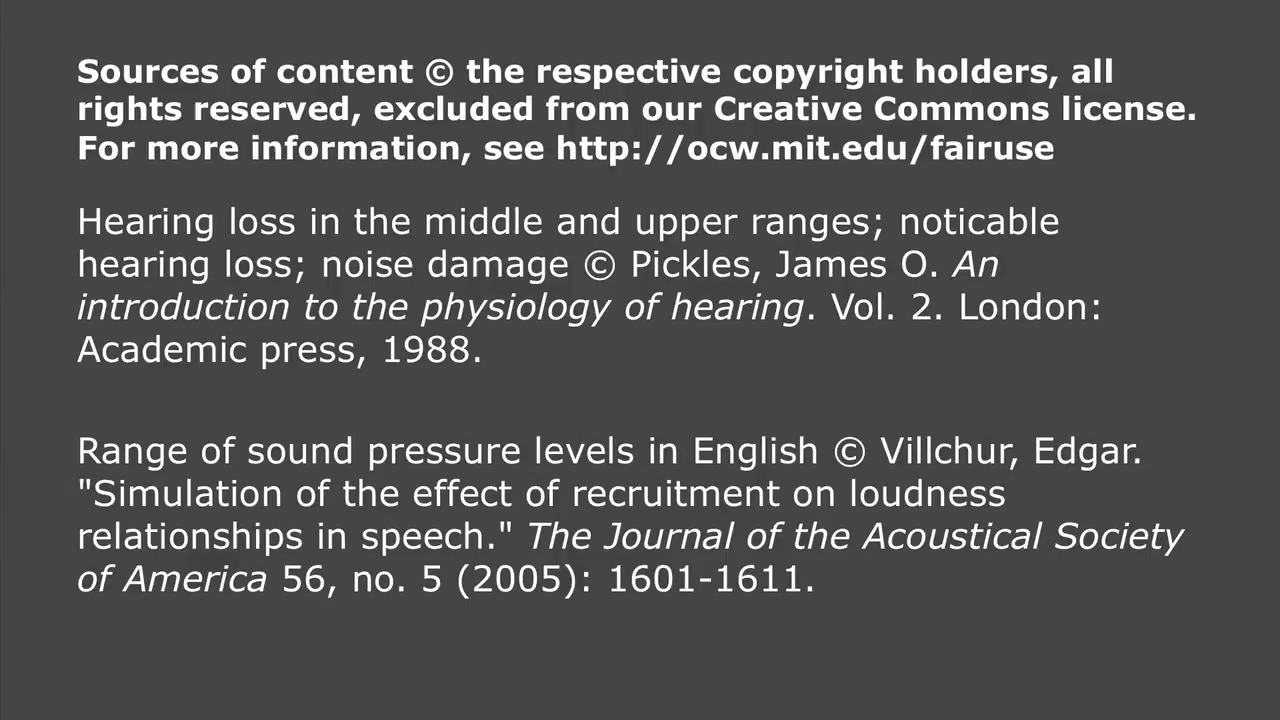 Sources of content © the respective copyright holders, all
rights reserved, excluded from our Creative Commons license.
For more information, see http://ocw.mit.edu/fairuse
Hearing loss in the middle and upper ranges; noticable
hearing loss; noise damage © Pickles, James O. An
introduction to the physiology of hearing. Vol. 2. London:
Academic press, 1988.
Range of sound pressure levels in English © Villchur, Edgar.
"Simulation of the effect of recruitment on loudness
relationships in speech." The Journal of the Acoustical Society
of America 56, no. 5 (2005): 1601-1611.